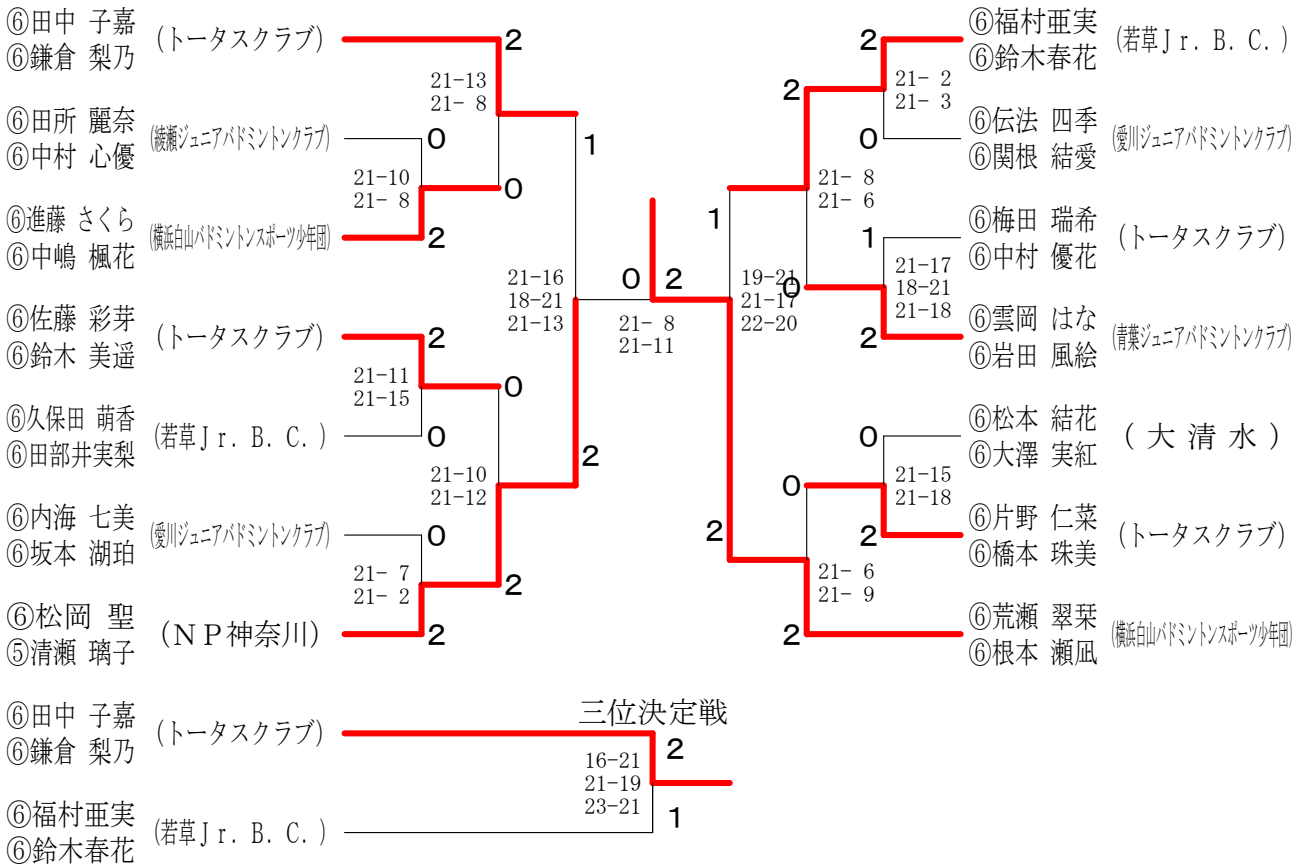 ⑥田中 子嘉
⑥鎌倉 梨乃
(トータスクラブ)
2
21-13
21- 8
⑥田所 麗奈
⑥中村 心優
(綾瀬ジュニアバドミントンクラブ)
0
1
21-10
21- 8
0
⑥進藤 さくら
⑥中嶋 楓花
(横浜白山バドミントンスポーツ少年団)
2
21-16
18-21
21-13
⑥佐藤 彩芽
⑥鈴木 美遥
(トータスクラブ)
2
21-11
21-15
0
⑥久保田 萌香
⑥田部井実梨
(若草Ｊｒ．Ｂ．Ｃ．)
0
2
21-10
21-12
⑥内海 七美
⑥坂本 湖珀
(愛川ジュニアバドミントンクラブ)
0
21- 7
21- 2
2
⑥松岡 聖
⑤清瀬 璃子
(ＮＰ神奈川)
2
0 2
21- 8
21-11
⑥福村亜実
⑥鈴木春花
(若草Ｊｒ．Ｂ．Ｃ．)
2
2
21- 2
21- 3
⑥伝法 四季
⑥関根 結愛
(愛川ジュニアバドミントンクラブ)
0
21- 8
21- 6
1
⑥梅田 瑞希
⑥中村 優花
(トータスクラブ)
1
21-17
18-21
21-18
0
19-21
21-17
22-20
⑥雲岡 はな
⑥岩田 風絵
(青葉ジュニアバドミントンクラブ)
2
⑥松本 結花
⑥大澤 実紅
(大清水)
0
21-15
21-18
0
⑥片野 仁菜
⑥橋本 珠美
(トータスクラブ)
2
2
21- 6
21- 9
⑥荒瀬 翠栞
⑥根本 瀬凪
(横浜白山バドミントンスポーツ少年団)
2
三位決定戦
⑥田中 子嘉
⑥鎌倉 梨乃
(トータスクラブ)
2
16-21
21-19
23-21
⑥福村亜実
⑥鈴木春花
(若草Ｊｒ．Ｂ．Ｃ．)
1